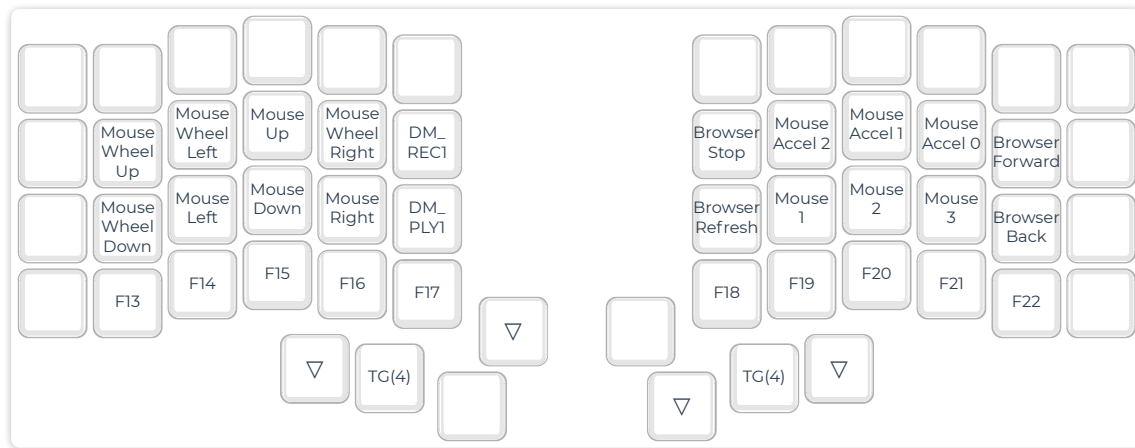 Mouse
Wheel
Up
Mouse
Wheel
Left
Mouse
Up
Mouse
Wheel
Right
DM_
REC1
Browser
Stop
Mouse
Accel 2
Mouse
Accel 1
Mouse
Accel 0
Browser
Forward
Mouse
Wheel
Down
Mouse
Left
Mouse
Down
Mouse
Right
DM_
PLY1
Browser
Refresh
Mouse
1
Mouse
2
Mouse
3
Browser
Back
F13
F14
F15
F16
F17
F18
F19
F20
F21
F22
▽
▽
TG(4)
TG(4)
▽
▽